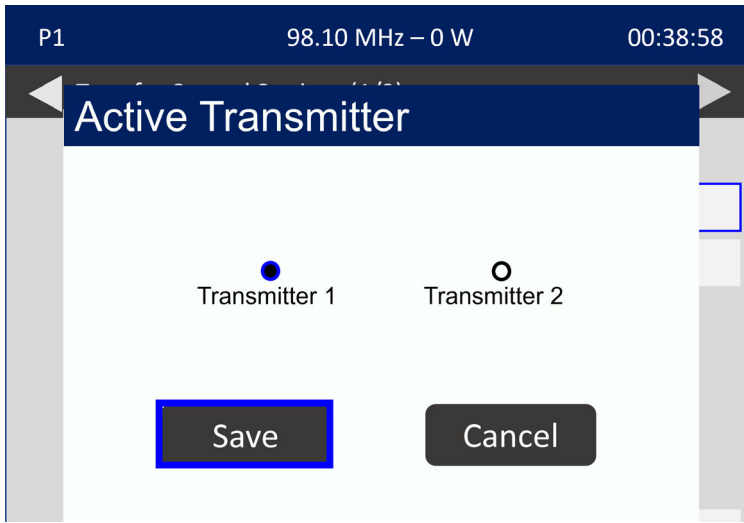 P1 98.10 MHz – 0 W 00:38:58
Active Transmitter
Transmitter 1 Transmitter 2
Save Cancel